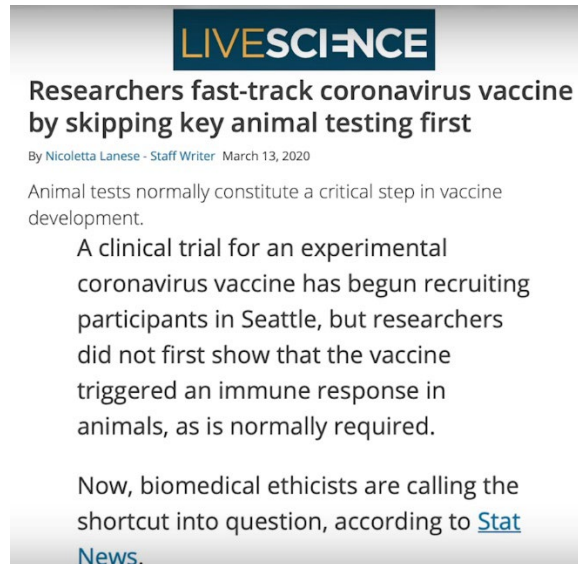 LIVESCIENCE
Researchers fast-track coronavirus vaccine
by skipping key animal testing first
By Nicoletta Lanese - Staff Writer March 13, 2020
Animal tests normally constitute a critical step in vaccine
development.
A clinical trial for an experimental
coronavirus vaccine has begun recruiting
participants in Seattle, but researchers
did not first show that the vaccine
triggered an immune response in
animals, as is normally required.
Now, biomedical ethicists are calling the
shortcut into question, according to Stat
News.